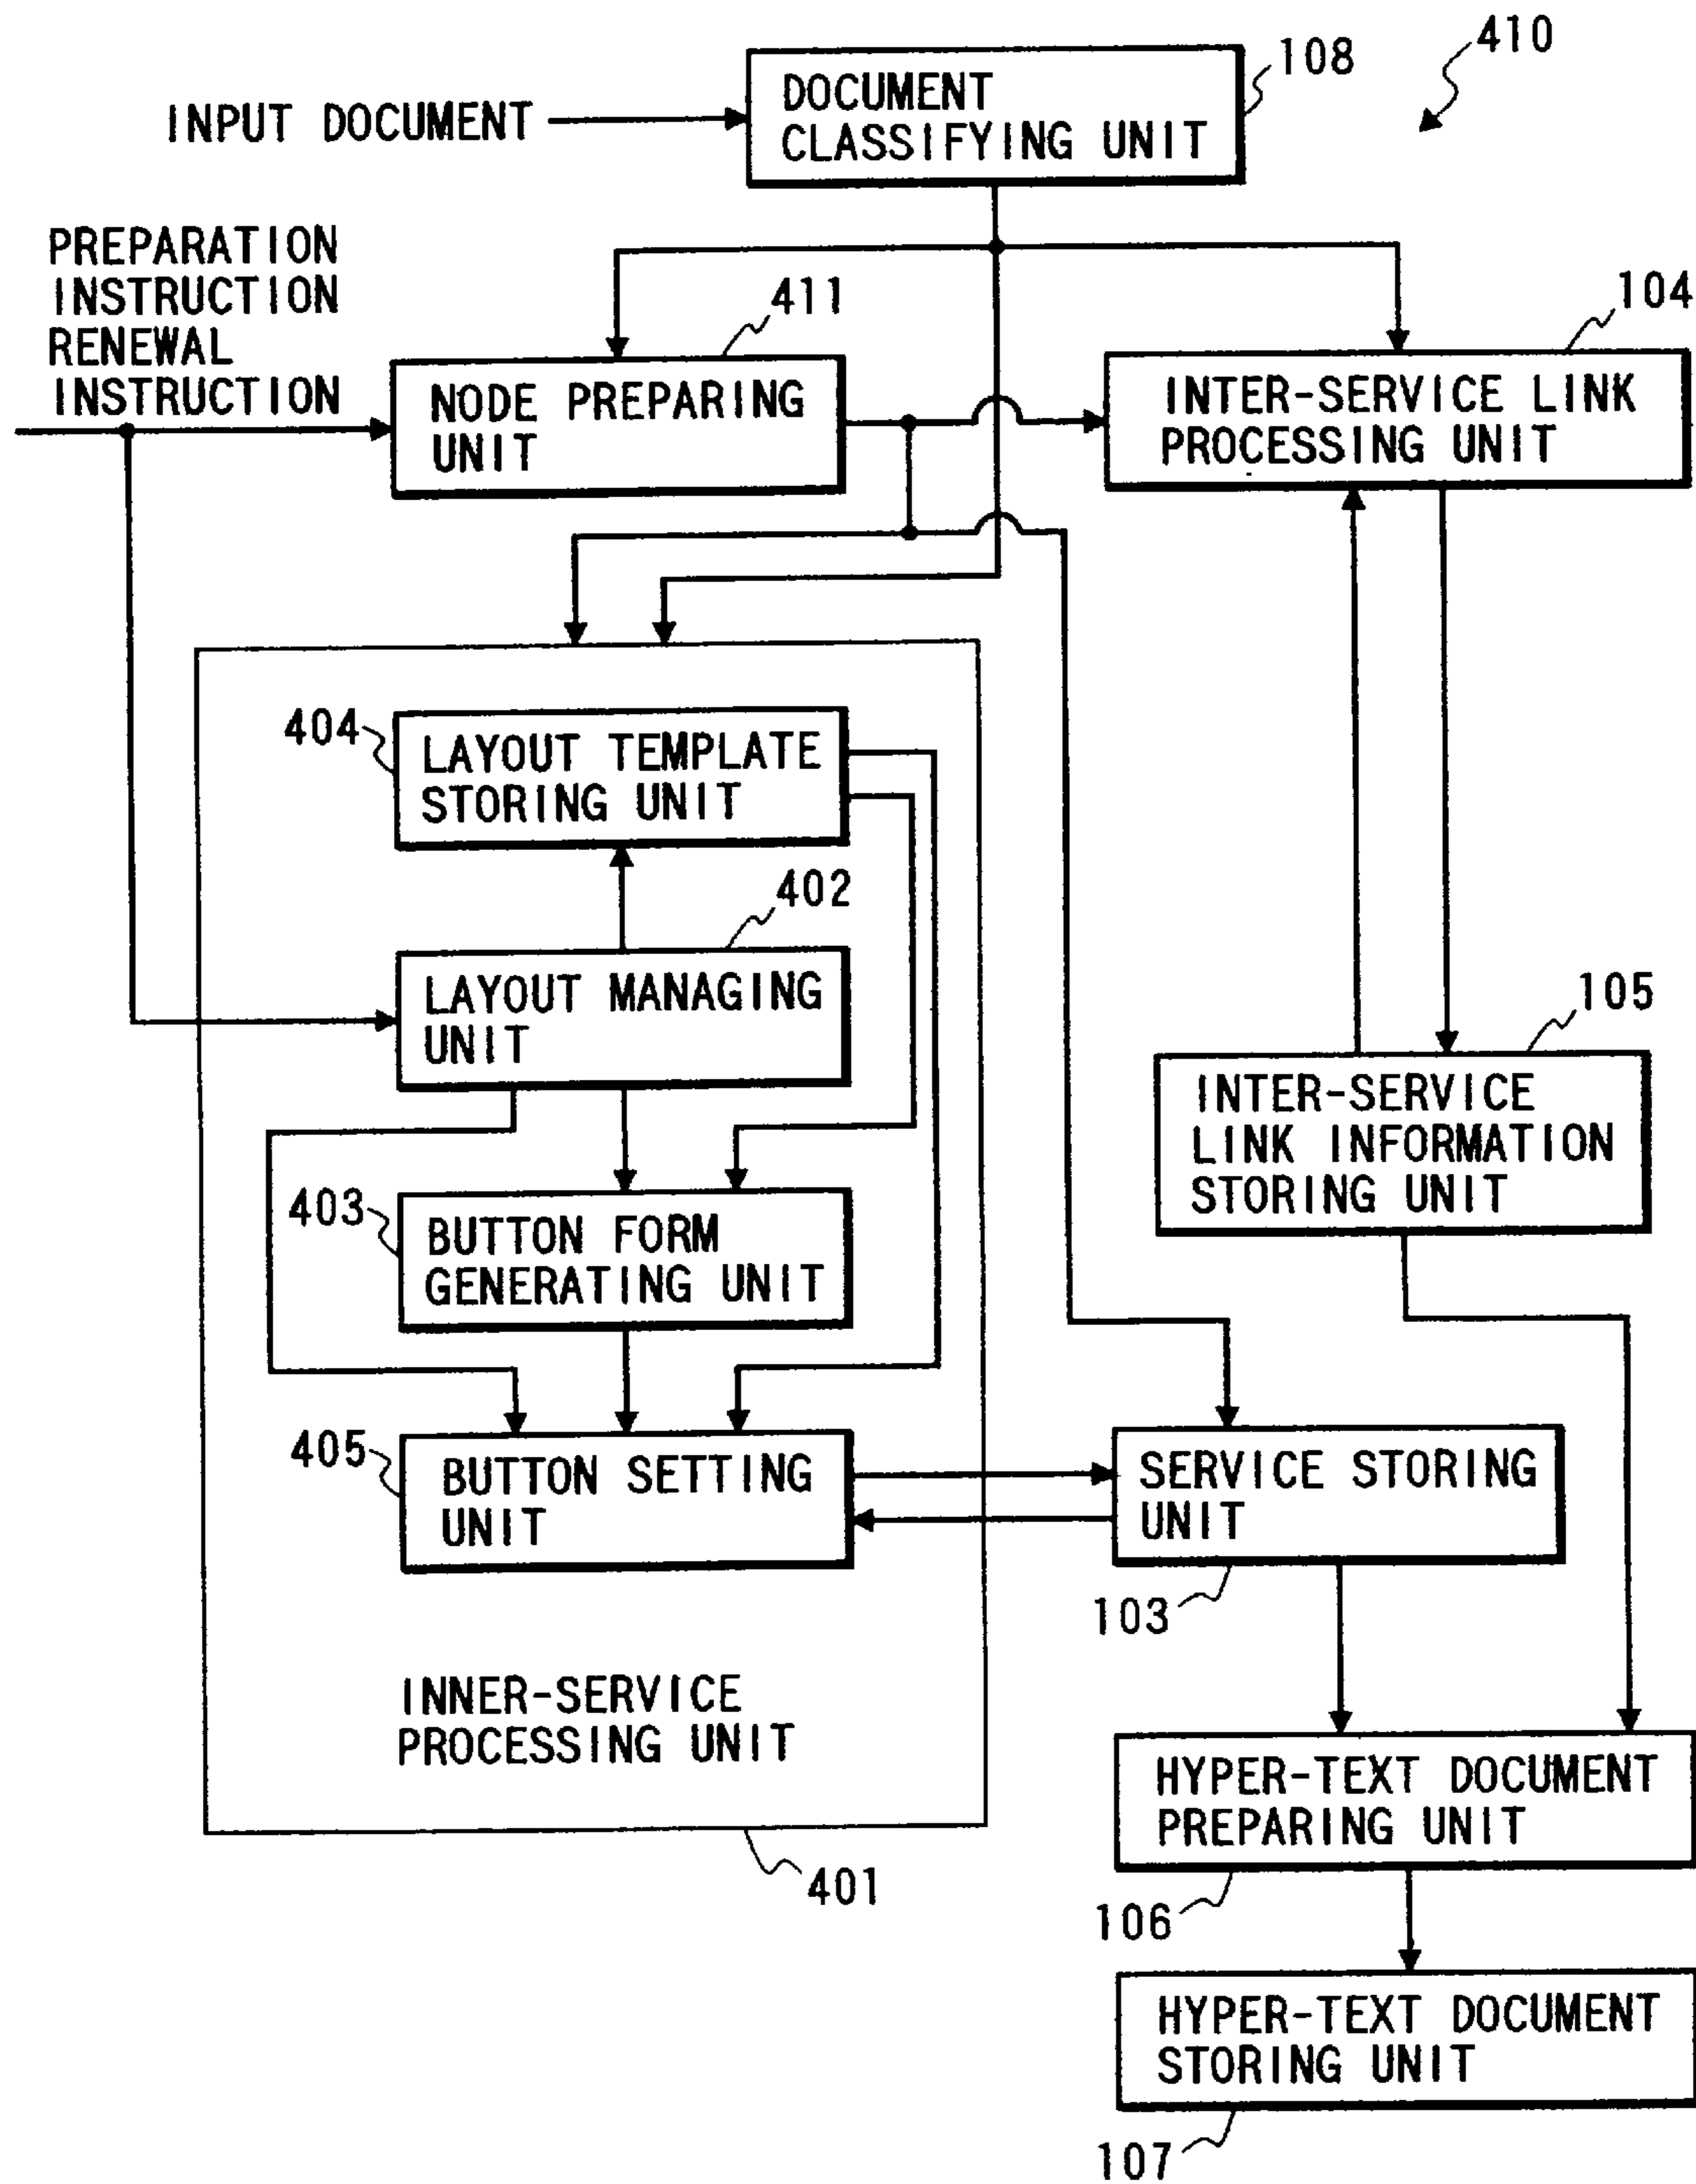 410
108
DOCUMENT
CLASSIFYING UNIT
INPUT DOCUMENT
PREPARATION
INSTRUCTION
RENEWAL
INSTRUCTION
411
NODE PREPARING
UNIT
104
INTER-SERVICE LINK
PROCESSING UNIT
404
LAYOUT TEMPLATE
STORING UNIT
402
LAYOUT MANAGING
UNIT
105
INTER-SERVICE
LINK INFORMATION
STORING UNIT
403
BUTTON FORM
GENERATING UNIT
405
BUTTON SETTING
UNIT
SERVICE STORING
UNIT
103
INNER-SERVICE
PROCESSING UNIT
401
HYPER-TEXT DOCUMENT
PREPARING UNIT
106
HYPER-TEXT DOCUMENT
STORING UNIT
107